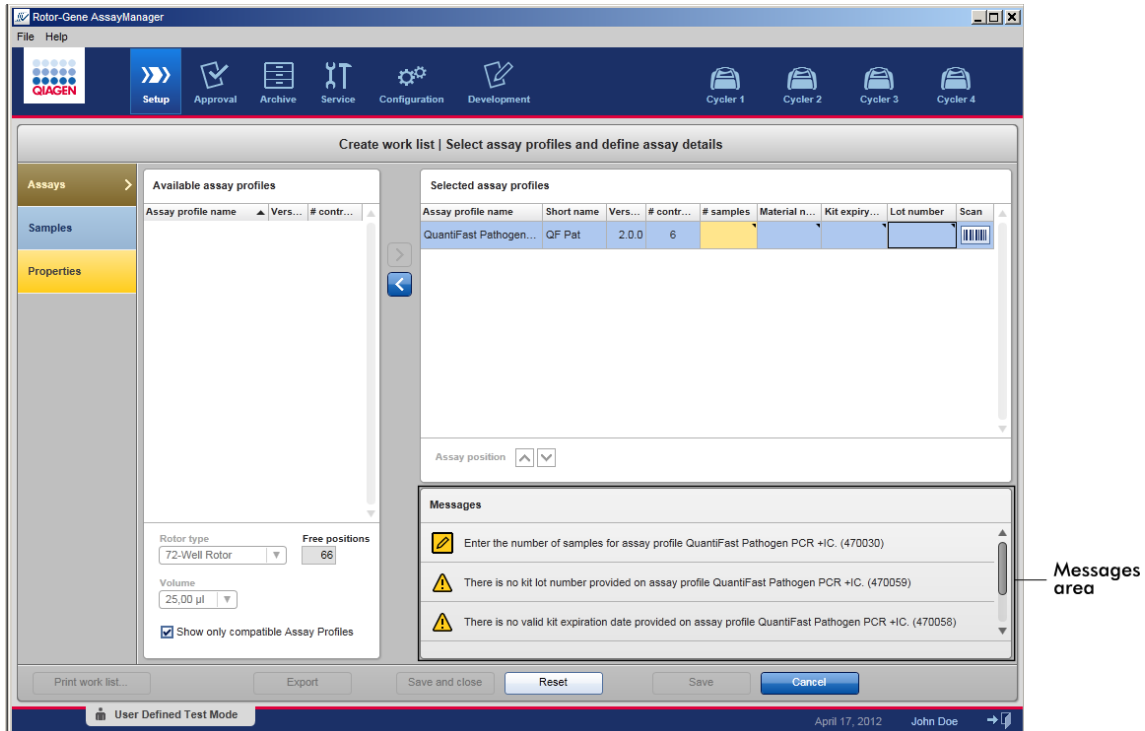 Rotor-Gene AssayManager
File Help
QIAGEN
Setup Approval Archive Service Configuration Development Cycler 1 Cycler 2 Cycler 3 Cycler 4
Create work list | Select assay profiles and define assay details
Assays
Samples
Properties
Available assay profiles
Assay profile name Vers... # contr...
Rotor type Free positions
72-Well Rotor 66
Volume
25,00 µl
Show only compatible Assay Profiles
Selected assay profiles
Assay profile name Short name Vers... # contr... # samples Material n... Kit expiry... Lot number Scan
QuantiFast Pathogen... QF Pat 2.0.0 6
Assay position
Messages
Enter the number of samples for assay profile QuantiFast Pathogen PCR +IC. (470030)
There is no kit lot number provided on assay profile QuantiFast Pathogen PCR +IC. (470059)
There is no valid kit expiration date provided on assay profile QuantiFast Pathogen PCR +IC. (470058)
Messages
area
Print work list... Export Save and close Reset Save Cancel
User Defined Test Mode April 17, 2012 John Doe